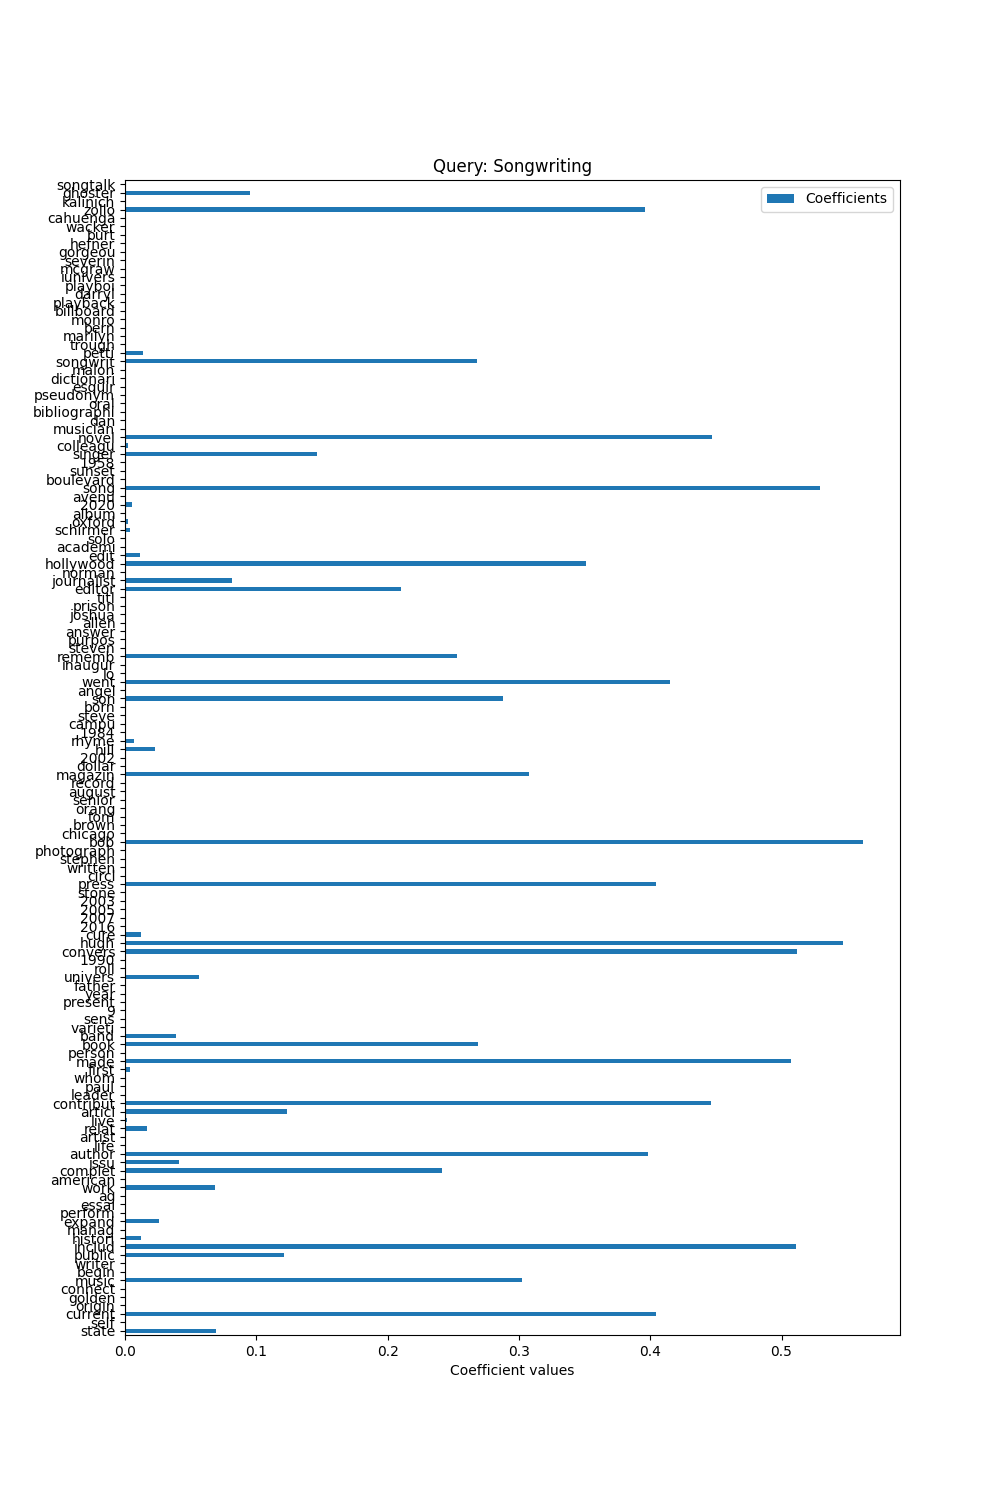 Query: Songwriting
Coefficients
songtalk
ghoster
kalinich
zollo
cahuenga
wacker
burt
hefner
gorgeou
severin
mcgraw
iunivers
playboi
darryl
playback
billboard
monro
bern
marilyn
trough
petti
songwrit
malon
dictionari
esquir
pseudonym
oral
bibliographi
dan
musician
novel
colleagu
singer
1958
sunset
boulevard
song
avenu
2020
album
oxford
schirmer
solo
academi
edit
hollywood
norman
journalist
editor
titl
prison
joshua
allen
answer
purpos
steven
rememb
inaugur
lo
went
angel
son
born
steve
campu
1984
rhyme
hill
2002
dollar
magazin
record
august
senior
orang
tom
brown
chicago
bob
photograph
stephen
written
circl
press
stone
2003
2005
2007
2016
cure
hugh
convers
1990
roll
univers
father
year
present
9
sens
varieti
band
book
person
made
first
whom
paul
leader
contribut
articl
live
relat
artist
life
author
issu
complet
american
work
ag
essai
perform
expand
manag
histori
includ
public
writer
begin
music
connect
golden
origin
current
self
state
0.0 0.1 0.2 0.3 0.4 0.5
Coefficient values